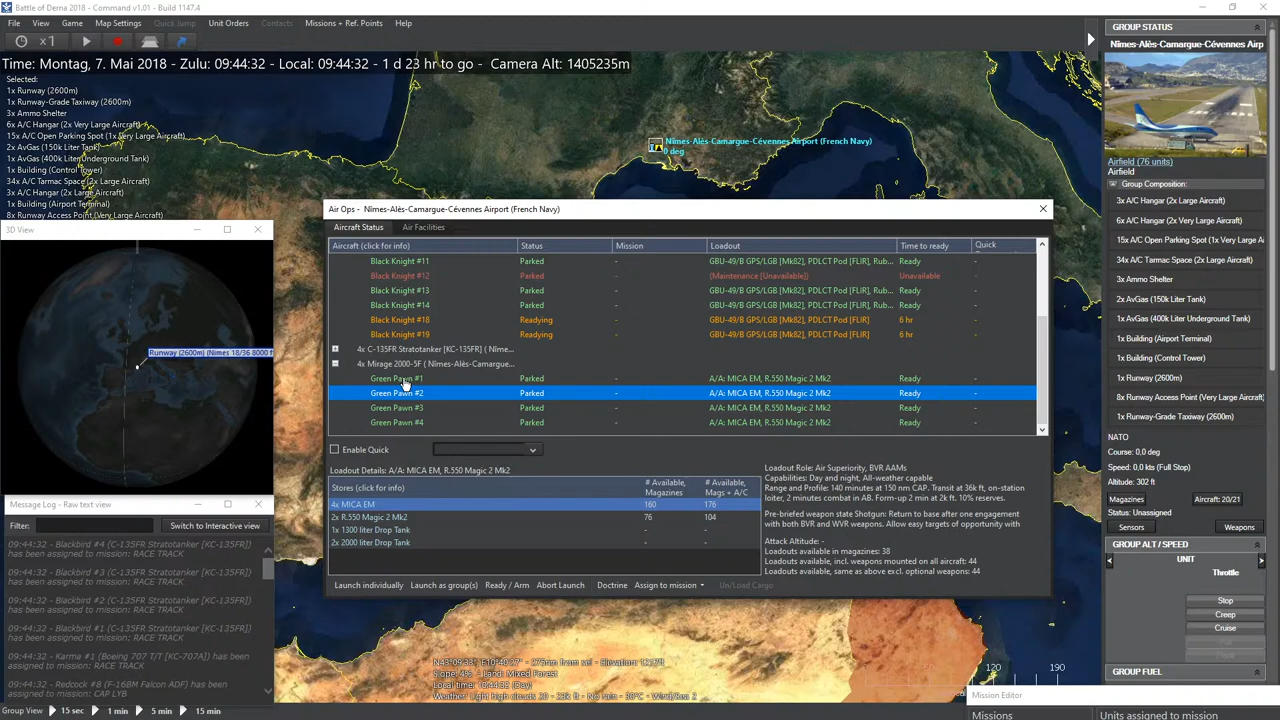 Battle of Derna 2018 - Command v1.01 - Build 1147.4
File View Game Map Settings Quick Jump Unit Orders Contacts Missions + Ref. Points Help
x1
Time: Montag, 7. Mai 2018 - Zulu: 09:44:32 - Local: 09:44:32 - 1 d 23 hr to go - Camera Alt: 1405235m
Selected:
1x Runway (2600m)
1x Runway-Grade Taxiway (2600m)
3x Ammo Shelter
6x A/C Hangar (2x Very Large Aircraft)
15x A/C Open Parking Spot (1x Very Large Aircraft)
2x AvGas (150k Liter Tank)
1x AvGas (400k Liter Underground Tank)
1x Building (Control Tower)
34x A/C Tarmac Space (2x Large Aircraft)
3x A/C Hangar (2x Large Aircraft)
1x Building (Airport Terminal)
8x Runway Access Point (Very Large Aircraft)
Nîmes-Alès-Camargue-Cévennes Airport (French Navy)
0 deg
3D View
Runway (2600m) (Nimes 18/36 8000 f
Message Log - Raw text view
Filter:
Switch to Interactive view
09:44:32 - Blackbird #4 (C-135FR Stratotanker [KC-135FR])
has been assigned to mission: RACE TRACK
09:44:32 - Blackbird #3 (C-135FR Stratotanker [KC-135FR])
has been assigned to mission: RACE TRACK
09:44:32 - Blackbird #2 (C-135FR Stratotanker [KC-135FR])
has been assigned to mission: RACE TRACK
09:44:32 - Blackbird #1 (C-135FR Stratotanker [KC-135FR])
has been assigned to mission: RACE TRACK
09:44:32 - Karma #1 (Boeing 707 T/T [KC-707A]) has been
assigned to mission: RACE TRACK
09:44:32 - Redcock #8 (F-16BM Falcon ADF) has been
assigned to mission: CAP LYB
Group View 15 sec 1 min 5 min 15 min
Air Ops - Nîmes-Alès-Camargue-Cévennes Airport (French Navy)
Aircraft Status Air Facilities
Aircraft (click for info) Status Mission Loadout Time to ready Quick
Black Knight #11 Parked - GBU-49/B GPS/LGB [Mk82], PDLCT Pod [FLIR], Rub... Ready -
Black Knight #12 Parked - (Maintenance [Unavailable]) Unavailable -
Black Knight #13 Parked - GBU-49/B GPS/LGB [Mk82], PDLCT Pod [FLIR], Rub... Ready -
Black Knight #14 Parked - GBU-49/B GPS/LGB [Mk82], PDLCT Pod [FLIR], Rub... Ready -
Black Knight #18 Readying - GBU-49/B GPS/LGB [Mk82], PDLCT Pod [FLIR] 6 hr -
Black Knight #19 Readying - GBU-49/B GPS/LGB [Mk82], PDLCT Pod [FLIR] 6 hr -
4x C-135FR Stratotanker [KC-135FR] ( Nîme...
4x Mirage 2000-5F ( Nîmes-Alès-Camargue...
Green Pawn #1 Parked - A/A: MICA EM, R.550 Magic 2 Mk2 Ready -
Green Pawn #2 Parked - A/A: MICA EM, R.550 Magic 2 Mk2 Ready -
Green Pawn #3 Parked - A/A: MICA EM, R.550 Magic 2 Mk2 Ready -
Green Pawn #4 Parked - A/A: MICA EM, R.550 Magic 2 Mk2 Ready -
Enable Quick
Loadout Details: A/A: MICA EM, R.550 Magic 2 Mk2
Stores (click for info) # Available, Magazines # Available, Mags + A/C
4x MICA EM 160 176
2x R.550 Magic 2 Mk2 76 104
1x 1300 liter Drop Tank - -
2x 2000 liter Drop Tank - -
Loadout Role: Air Superiority, BVR AAMs
Capabilities: Day and night, All-weather capable
Range and Profile: 140 minutes at 150 nm CAP. Transit at 36k ft, on-station
loiter, 2 minutes combat in AB. Form-up 2 min at 2k ft. 10% reserves.
Pre-briefed weapon state Shotgun: Return to base after one engagement
with both BVR and WVR weapons. Allow easy targets of opportunity with
Attack Altitude: -
Loadouts available in magazines: 38
Loadouts available, incl. weapons mounted on all aircraft: 44
Loadouts available, same as above excl. optional weapons: 44
Launch individually Launch as group(s) Ready / Arm Abort Launch Doctrine Assign to mission Un/Load Cargo
Local time: 10:44:32 (Day)
120 190
GROUP STATUS
Nîmes-Alès-Camargue-Cévennes Airp
Airfield (76 units)
Airfield
Group Composition:
3x A/C Hangar (2x Large Aircraft)
6x A/C Hangar (2x Very Large Aircraft)
15x A/C Open Parking Spot (1x Very Large Ai
34x A/C Tarmac Space (2x Large Aircraft)
3x Ammo Shelter
2x AvGas (150k Liter Tank)
1x AvGas (400k Liter Underground Tank)
1x Building (Airport Terminal)
1x Building (Control Tower)
1x Runway (2600m)
8x Runway Access Point (Very Large Aircraft)
1x Runway-Grade Taxiway (2600m)
NATO
Course: 0,0 deg
Speed: 0,0 kts (Full Stop)
Altitude: 302 ft
Magazines Aircraft: 20/21
Status: Unassigned
Sensors Weapons
GROUP ALT / SPEED
UNIT
Throttle
Stop
Creep
Cruise
GROUP FUEL
Mission Editor
Missions Units assigned to mission